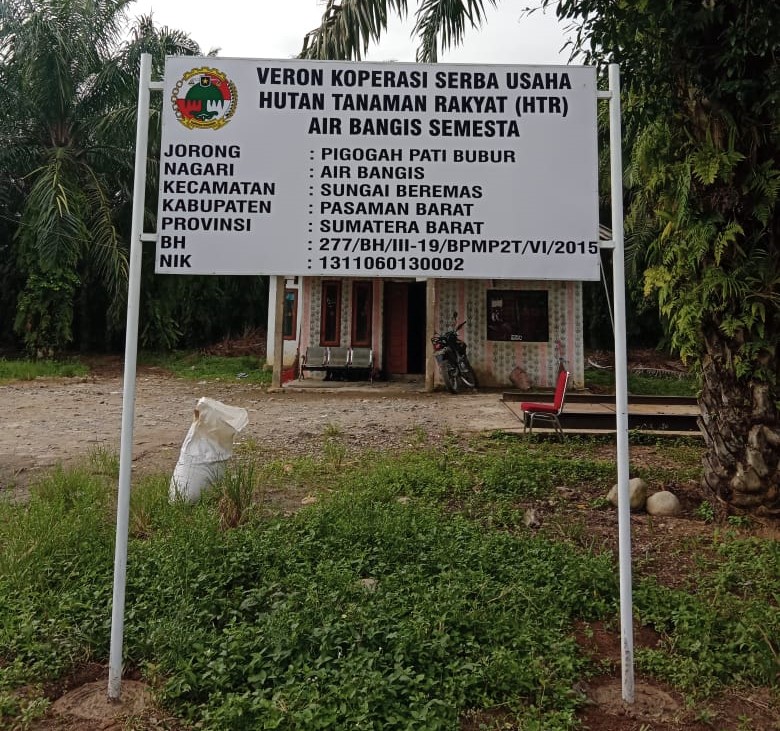 VERON KOPERASI SERBA USAHA
HUTAN TANAMAN RAKYAT (HTR)
AIR BANGIS SEMESTA
JORONG : PIGOGAH PATI BUBUR
NAGARI : AIR BANGIS
KECAMATAN : SUNGAI BEREMAS
KABUPATEN : PASAMAN BARAT
PROVINSI : SUMATERA BARAT
BH : 277/BH/III-19/BPMP2T/VI/2015
NIK : 1311060130002